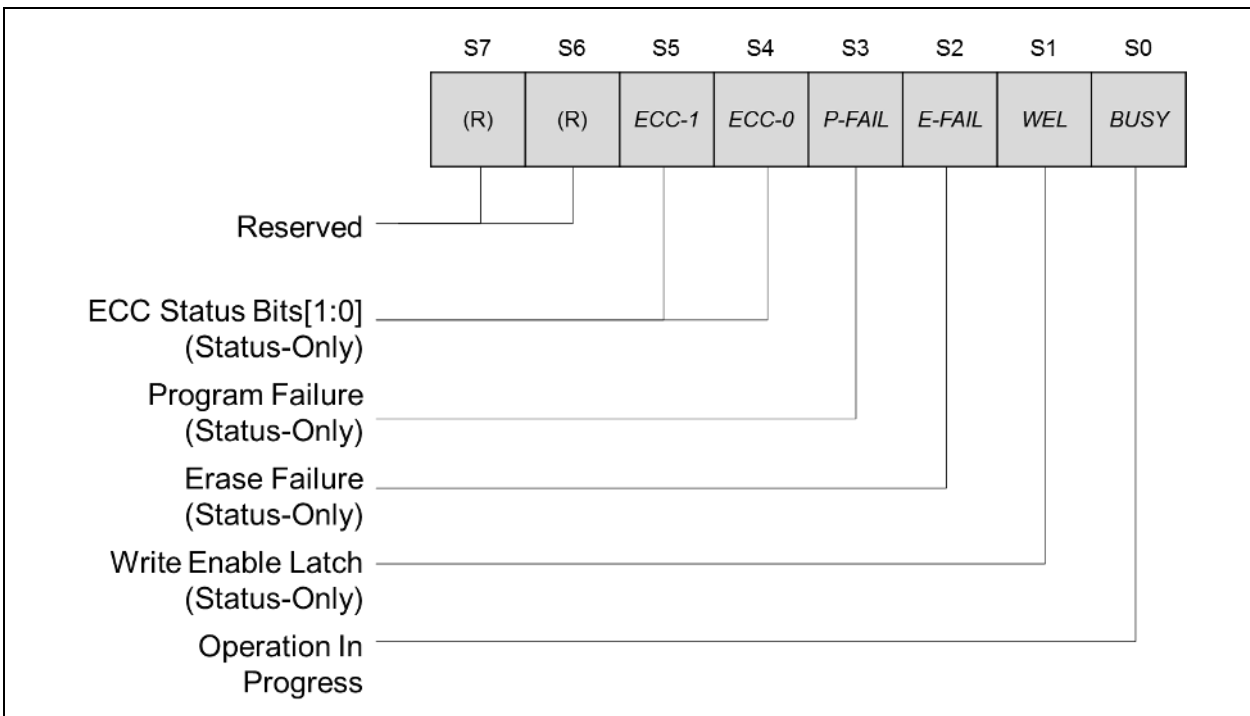 S7 S6 S5 S4 S3 S2 S1 S0
(R) (R) ECC-1 ECC-0 P-FAIL E-FAIL WEL BUSY
Reserved
ECC Status Bits[1:0]
(Status-Only)
Program Failure
(Status-Only)
Erase Failure
(Status-Only)
Write Enable Latch
(Status-Only)
Operation In
Progress